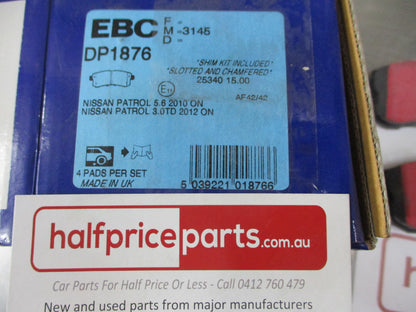 EBC F M D -3145
DP1876
"SHIM KIT INCLUDED"
"SLOTTED AND CHAMFERED"
25340 15.00
E11 AF42/42
NISSAN PATROL 5.6 2010 ON
NISSAN PATROL 3.0TD 2012 ON
4 PADS PER SET
MADE IN UK
5 039221 018766
halfpriceparts.com.au
Car Parts For Half Price Or Less - Call 0412 760 479
New and used parts from major manufacturers